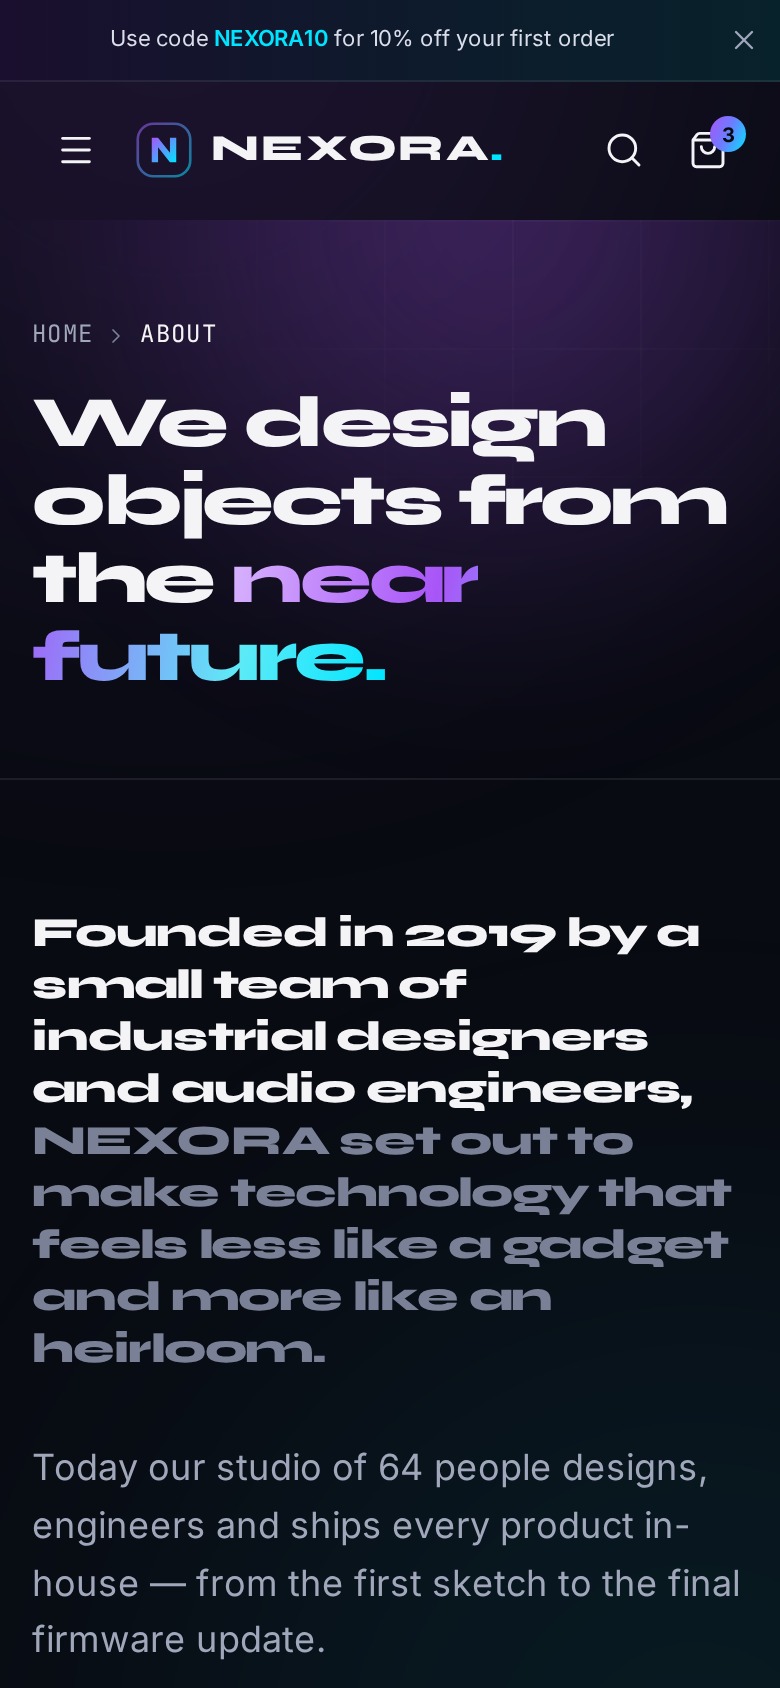 Use code NEXORA10 for 10% off your first order
N NEXORA.
3
HOME > ABOUT
We design
objects from
the near
future.
Founded in 2019 by a
small team of
industrial designers
and audio engineers,
NEXORA set out to
make technology that
feels less like a gadget
and more like an
heirloom.
Today our studio of 64 people designs,
engineers and ships every product in-
house — from the first sketch to the final
firmware update.